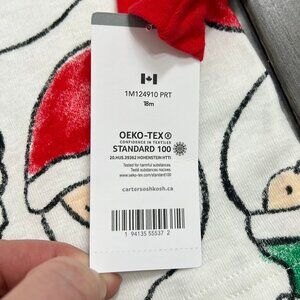 1M124910 PRT
18m
OEKO-TEX®
CONFIDENCE IN TEXTILES
STANDARD 100
20.HUS.39362 HOHENSTEIN HTTI
Tested for harmful substances.
Testé substances nocives.
www.oeko-tex.com/standard100
cartersoshkosh.ca
1 94135 55537 2